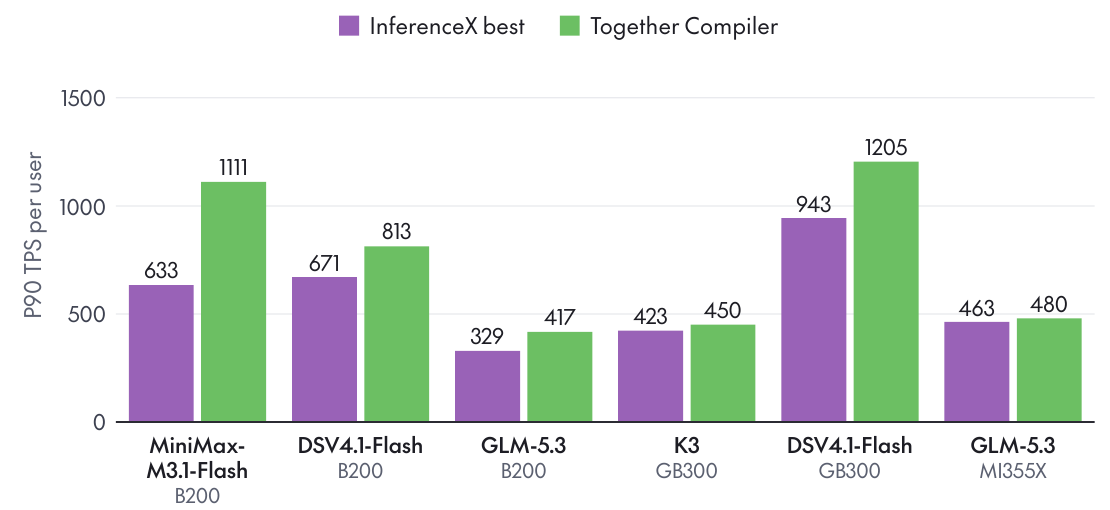 InferenceX best Together Compiler
P90 TPS per user
1500
1000
500
0
633 1111
671 813
329 417
423 450
943 1205
463 480
MiniMax-
M3.1-Flash
B200
DSV4.1-Flash
B200
GLM-5.3
B200
K3
GB300
DSV4.1-Flash
GB300
GLM-5.3
MI355X